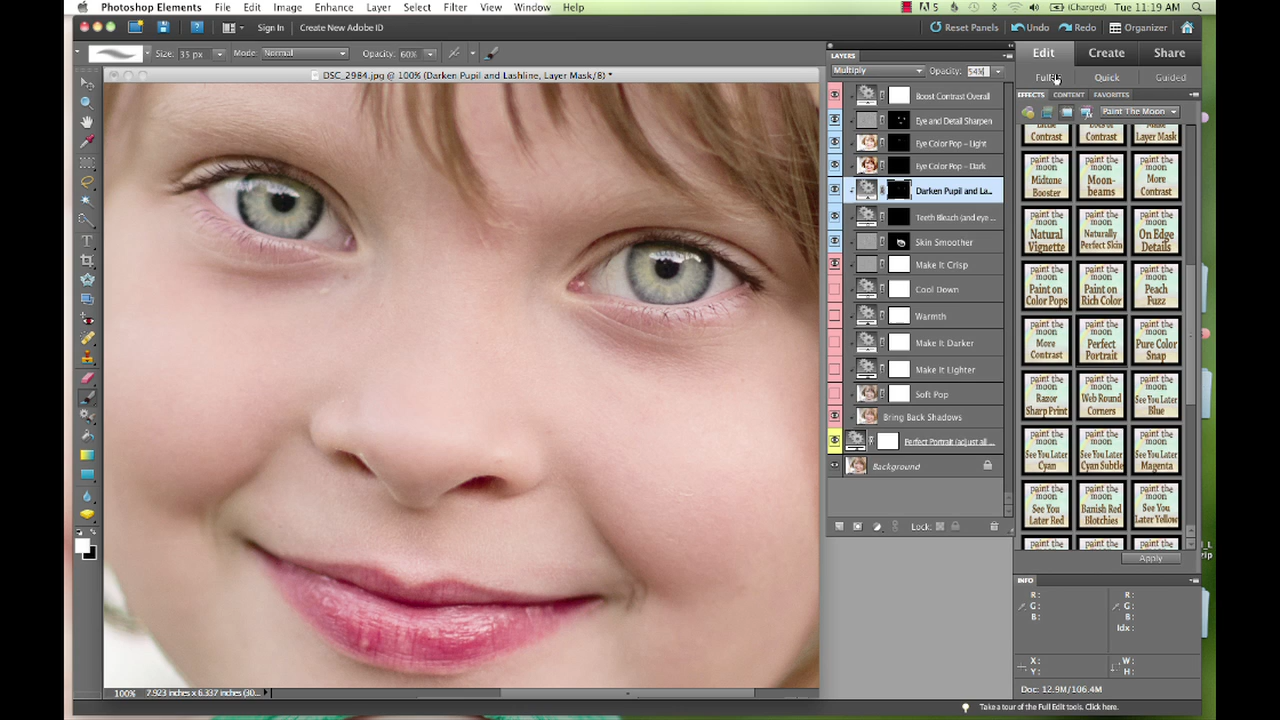 Photoshop Elements File Edit Image Enhance Layer Select Filter View Window Help
5 (Charged) Tue 11:19 AM
Sign In Create New Adobe ID
Reset Panels Undo Redo Organizer
Size: 35 px Mode: Normal Opacity: 60%
DSC_2984.jpg @ 100% (Darken Pupil and Lashline, Layer Mask/8) *
LAYERS
Multiply Opacity: 54%
Boost Contrast Overall
Eye and Detail Sharpen
Eye Color Pop - Light
Eye Color Pop - Dark
Darken Pupil and La...
Teeth Bleach (and eye ...
Skin Smoother
Make It Crisp
Cool Down
Warmth
Make It Darker
Make It Lighter
Soft Pop
Bring Back Shadows
Perfect Portrait (adjust all ...
Background
Lock:
Edit Create Share
Quick Guided
EFFECTS CONTENT FAVORITES
Paint The Moon
Contrast
Contrast
Layer Mask
paint the moon Midtone Booster
paint the moon Moon-beams
paint the moon More Contrast
paint the moon Natural Vignette
paint the moon Naturally Perfect Skin
paint the moon On Edge Details
paint the moon Paint on Color Pops
paint the moon Paint on Rich Color
paint the moon Peach Fuzz
paint the moon More Contrast
paint the moon Perfect Portrait
paint the moon Pure Color Snap
paint the moon Razor Sharp Print
paint the moon Web Round Corners
paint the moon See You Later Blue
paint the moon See You Later Cyan
paint the moon See You Later Cyan Subtle
paint the moon See You Later Magenta
paint the moon See You Later Red
paint the moon Banish Red Blotchies
paint the moon See You Later Yellow
Apply
INFO
R: R:
G: G:
B: B:
Idx:
X: W:
Y: H:
Doc: 12.9M/106.4M
100% 7.923 inches x 6.337 inches (30...
Take a tour of the Full Edit tools. Click here.